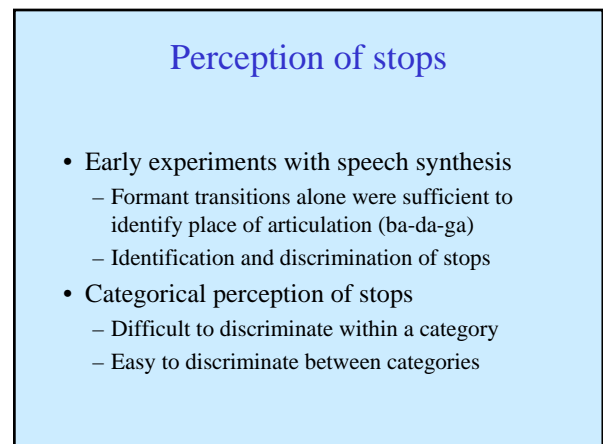 Perception of stops
• Early experiments with speech synthesis
– Formant transitions alone were sufficient to
identify place of articulation (ba-da-ga)
– Identification and discrimination of stops
• Categorical perception of stops
– Difficult to discriminate within a category
– Easy to discriminate between categories